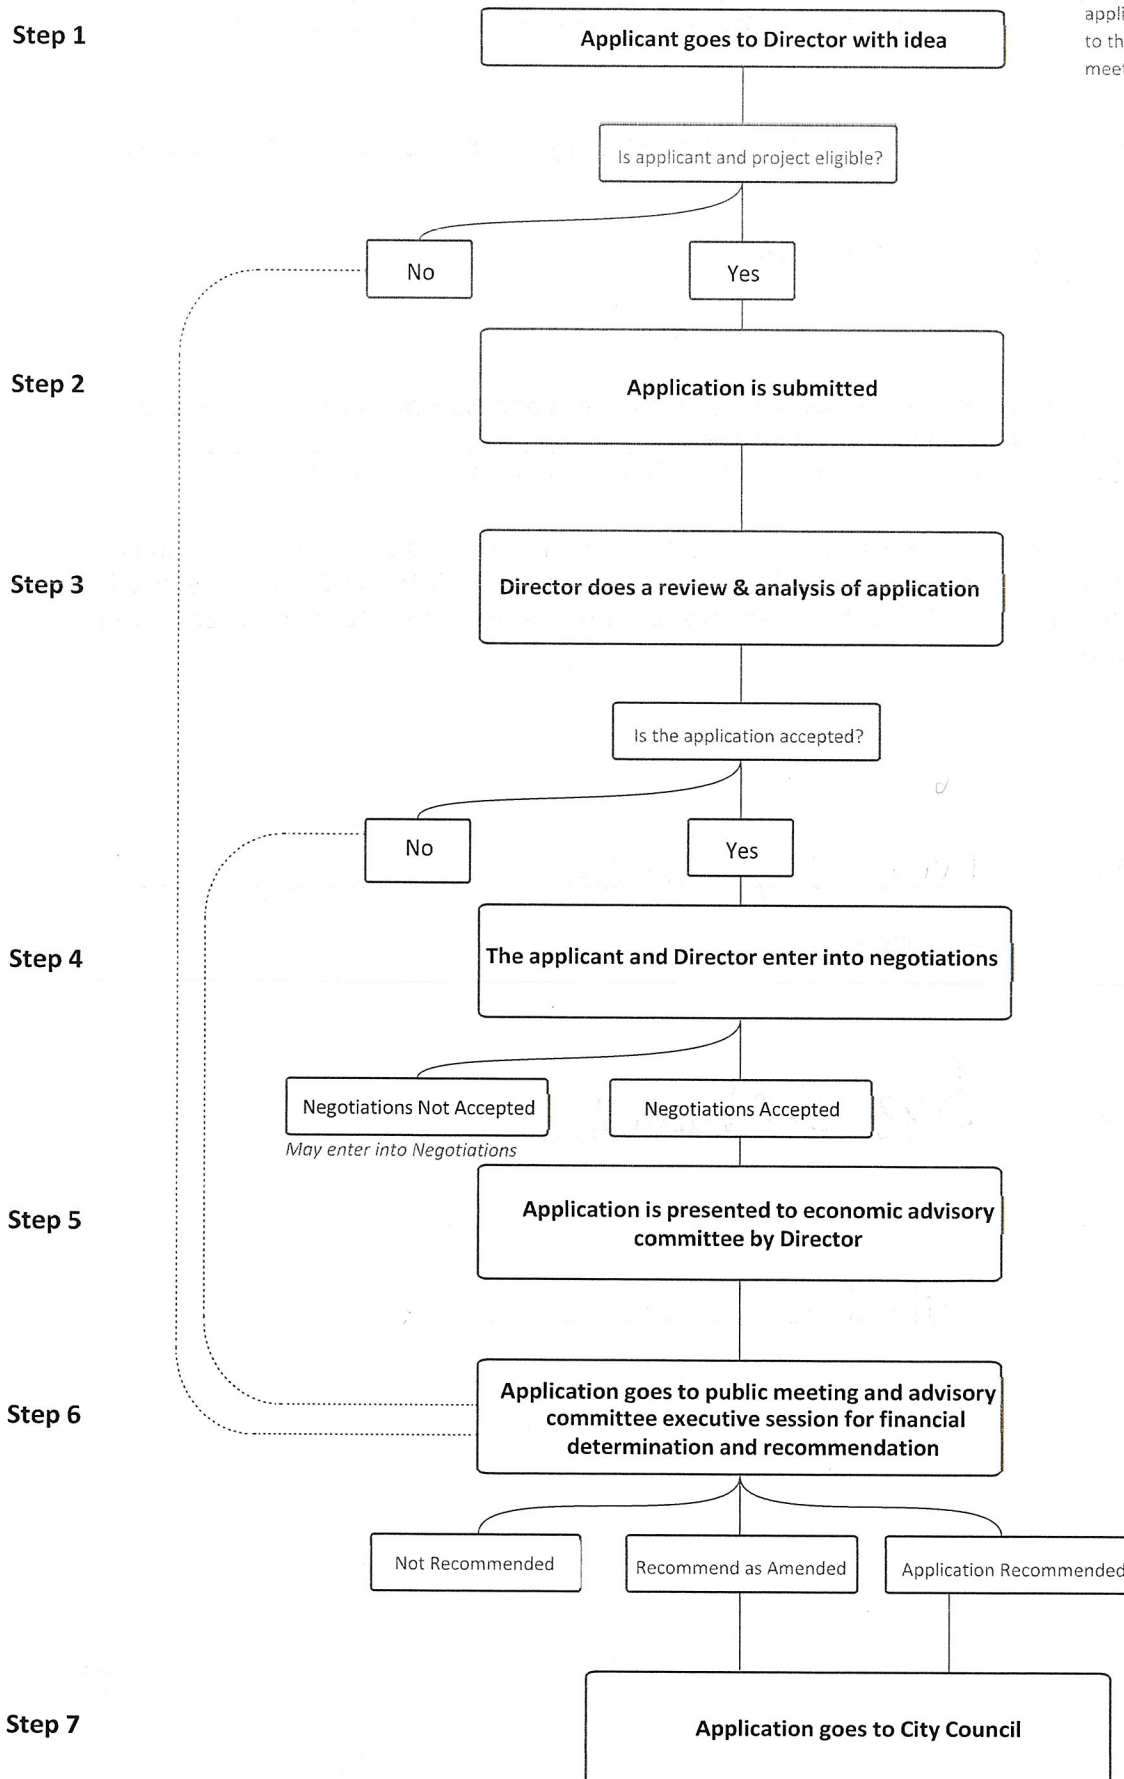 Step 1
Applicant goes to Director with idea
appli
to th
meet
Is applicant and project eligible?
No
Yes
Step 2
Application is submitted
Step 3
Director does a review & analysis of application
Is the application accepted?
No
Yes
Step 4
The applicant and Director enter into negotiations
Negotiations Not Accepted
Negotiations Accepted
May enter into Negotiations
Step 5
Application is presented to economic advisory
committee by Director
Step 6
Application goes to public meeting and advisory
committee executive session for financial
determination and recommendation
Not Recommended
Recommend as Amended
Application Recommended
Step 7
Application goes to City Council